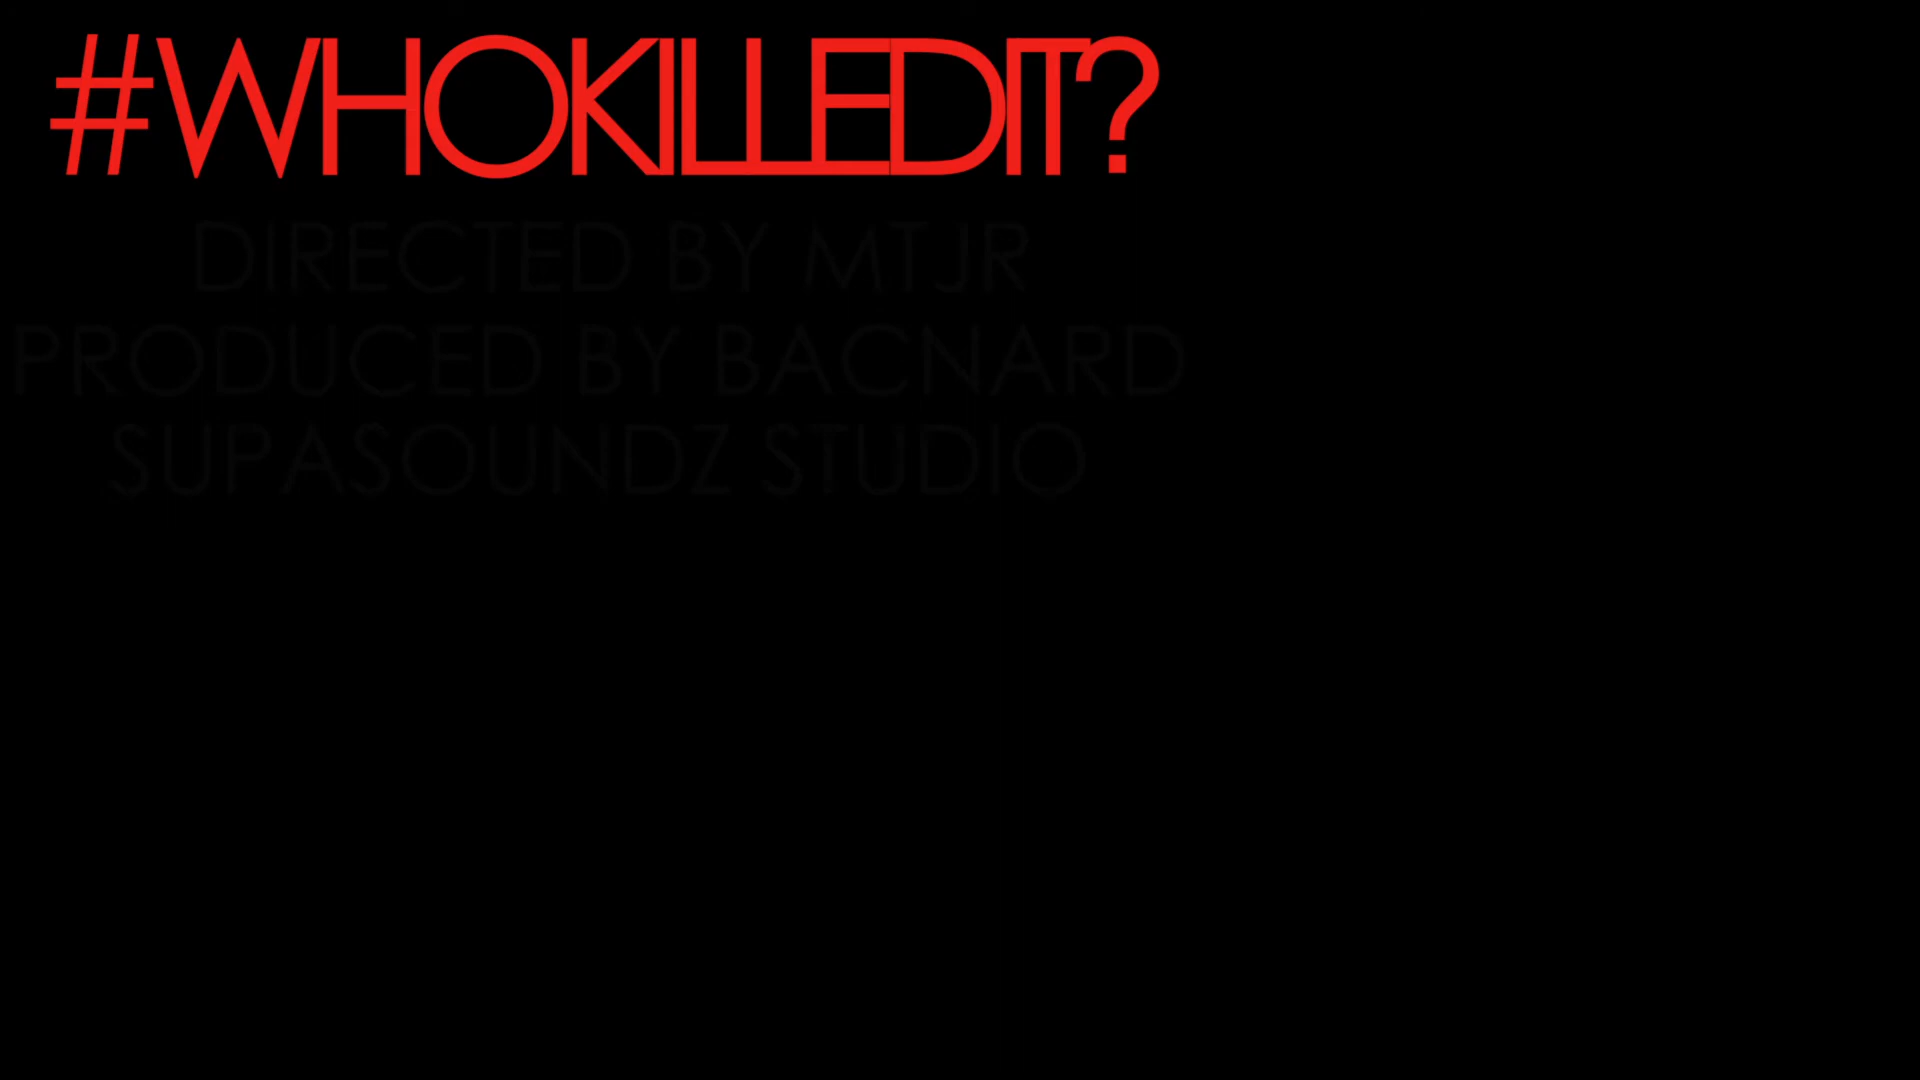 #WHOKILLEDIT?
DIRECTED BY MTJR
PRODUCED BY BACNARD
SUPASOUNDZ STUDIO